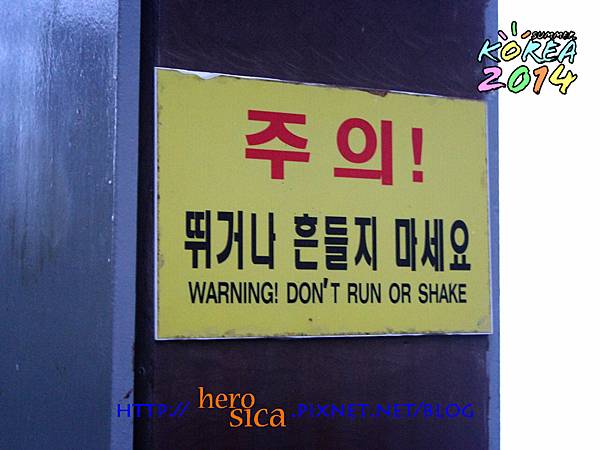 SUMMER
KOREA
2014
주의!
뛰거나 흔들지 마세요
WARNING! DON'T RUN OR SHAKE
HTTP:// hero sica.PIXNET.NET/BLOG